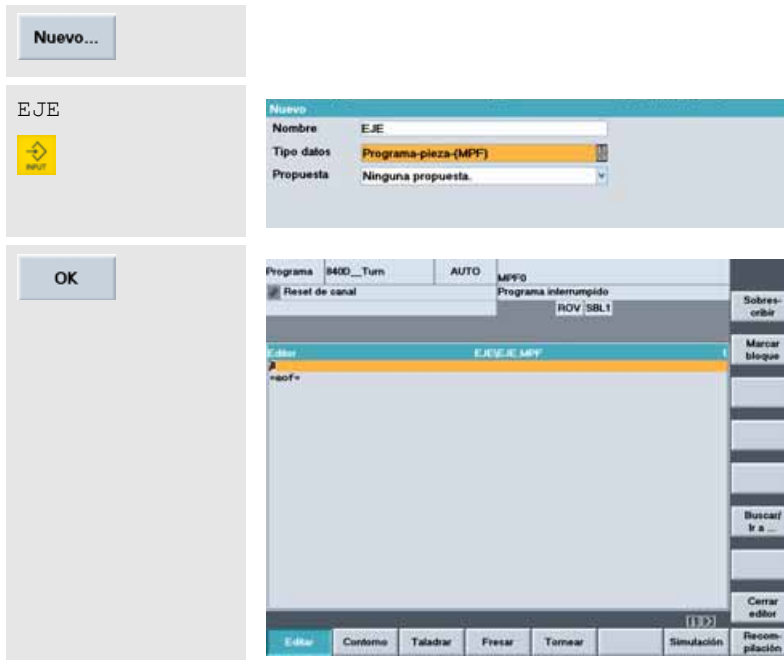 Nuevo...
EJE
INPUT
Nuevo
Nombre EJE
Tipo datos Programa-pieza-(MPF)
Propuesta Ninguna propuesta.
OK
Programa 840D__Turn AUTO MPF0
Reset de canal Programa interrumpido
ROV SBL1
Editor EJE\EJE.MPF 1
=eof=
Sobres-
cribir
Marcar
bloque
Buscar/
Ir a ...
Cerrar
editor
Editar Contorno Taladrar Fresar Tornear Simulación
Recom-
pilación